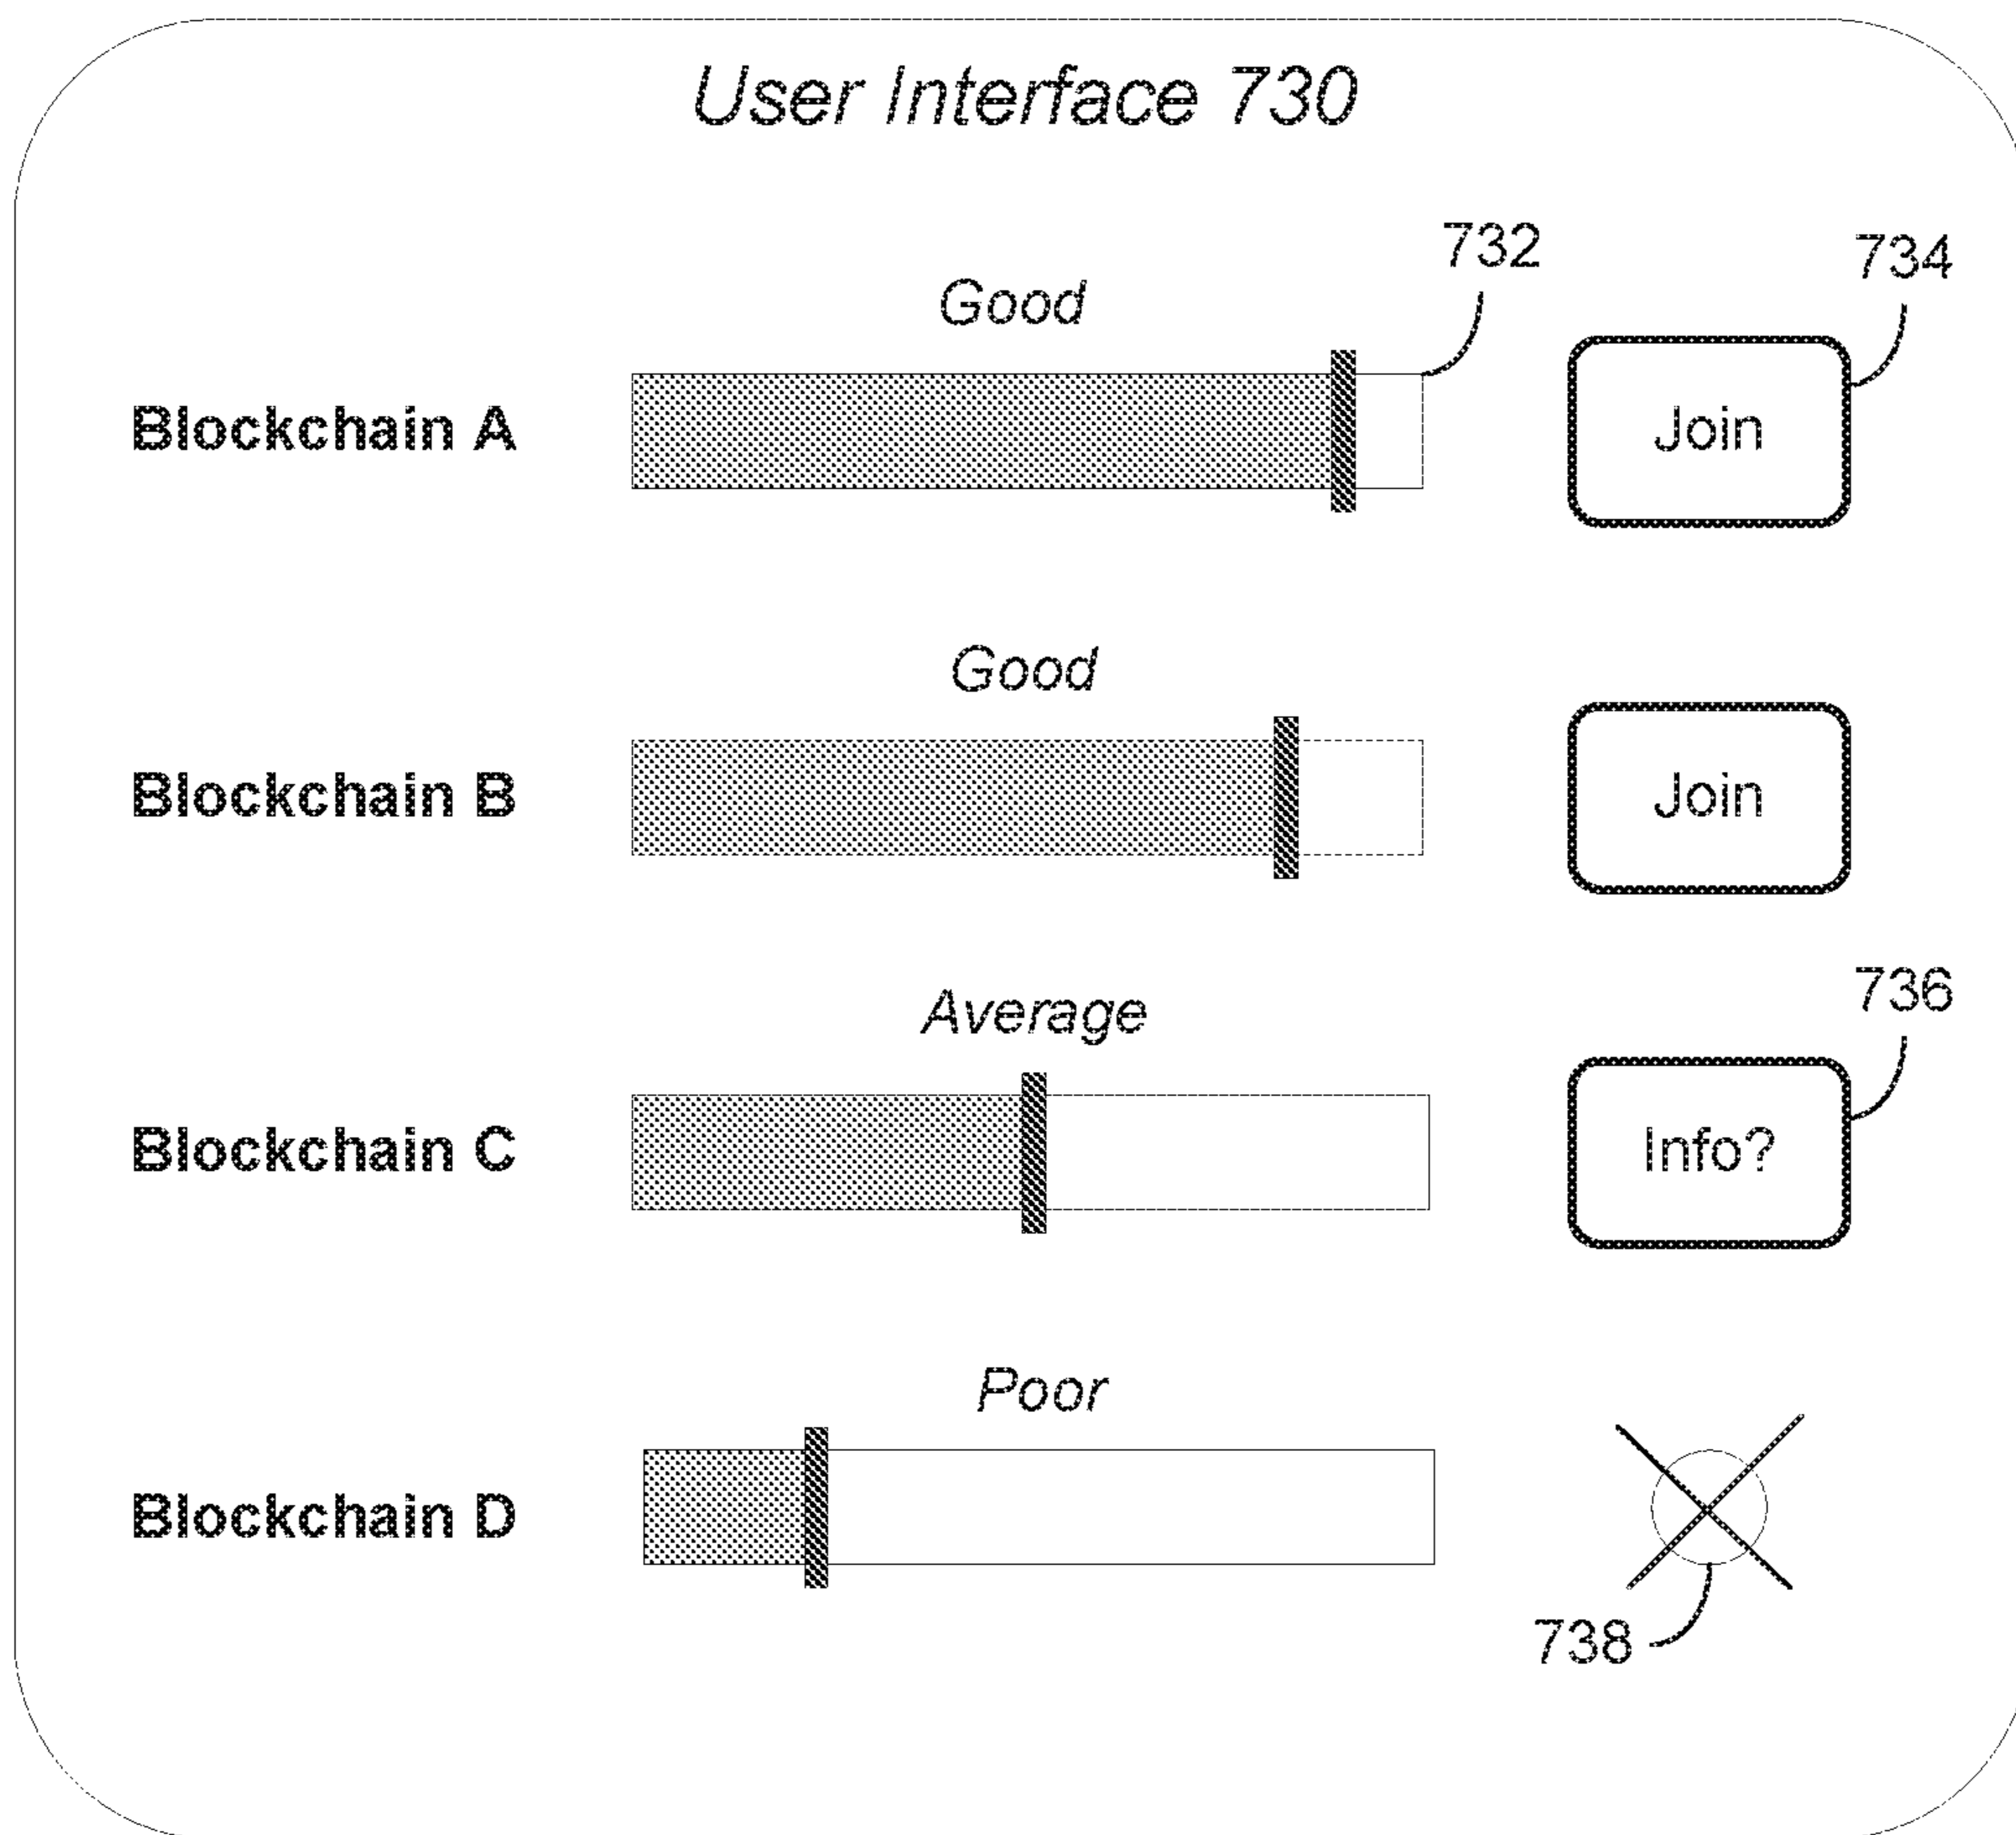 User Interface 730
732
734
Good
Blockchain A
Join
Good
Blockchain B
Join
736
Average
Blockchain C
Info?
Poor
Blockchain D
738